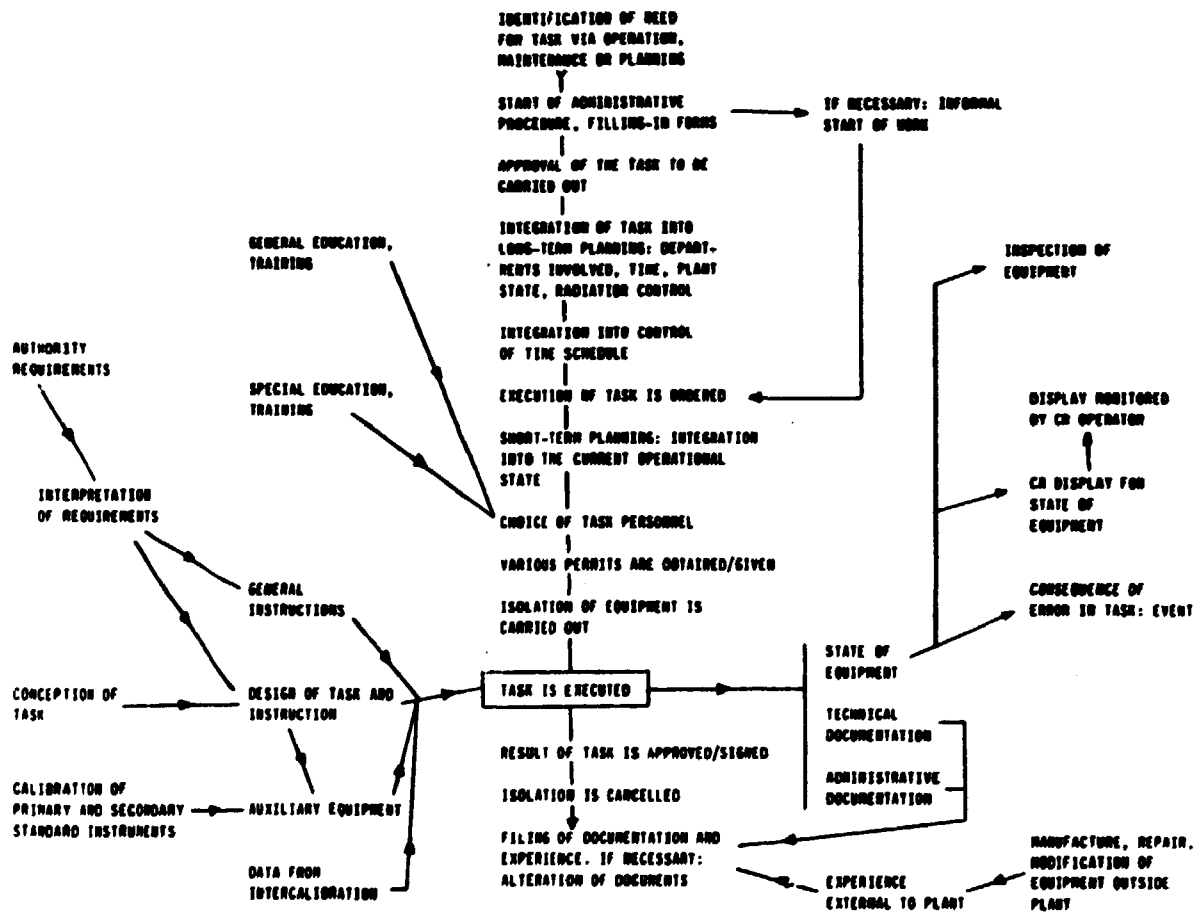 IDENTIFICATION OF NEED
FOR TASK VIA OPERATION,
MAINTENANCE OR PLANNING
START OF ADMINISTRATIVE
PROCEDURE, FILLING-IN FORMS
IF NECESSARY: INFORMAL
START OF WORK
APPROVAL OF THE TASK TO BE
CARRIED OUT
INTEGRATION OF TASK INTO
LONG-TERM PLANNING: DEPART-
MENTS INVOLVED, TIME, PLANT
STATE, RADIATION CONTROL
GENERAL EDUCATION,
TRAINING
INSPECTION OF
EQUIPMENT
INTEGRATION INTO CONTROL
OF TIME SCHEDULE
AUTHORITY
REQUIREMENTS
SPECIAL EDUCATION,
TRAINING
EXECUTION OF TASK IS ORDERED
DISPLAY MONITORED
BY CR OPERATOR
SHORT-TERM PLANNING: INTEGRATION
INTO THE CURRENT OPERATIONAL
STATE
INTERPRETATION
OF REQUIREMENTS
CR DISPLAY FOR
STATE OF
EQUIPMENT
CHOICE OF TASK PERSONNEL
VARIOUS PERMITS ARE OBTAINED/GIVEN
GENERAL
INSTRUCTIONS
ISOLATION OF EQUIPMENT IS
CARRIED OUT
CONSEQUENCE OF
ERROR IN TASK: EVENT
STATE OF
EQUIPMENT
CONCEPTION OF
TASK
DESIGN OF TASK AND
INSTRUCTION
TASK IS EXECUTED
TECHNICAL
DOCUMENTATION
RESULT OF TASK IS APPROVED/SIGNED
CALIBRATION OF
PRIMARY AND SECONDARY
STANDARD INSTRUMENTS
AUXILIARY EQUIPMENT
ISOLATION IS CANCELLED
ADMINISTRATIVE
DOCUMENTATION
FILING OF DOCUMENTATION AND
EXPERIENCE. IF NECESSARY:
ALTERATION OF DOCUMENTS
DATA FROM
INTERCALIBRATION
EXPERIENCE
EXTERNAL TO PLANT
MANUFACTURE, REPAIR,
MODIFICATION OF
EQUIPMENT OUTSIDE
PLANT